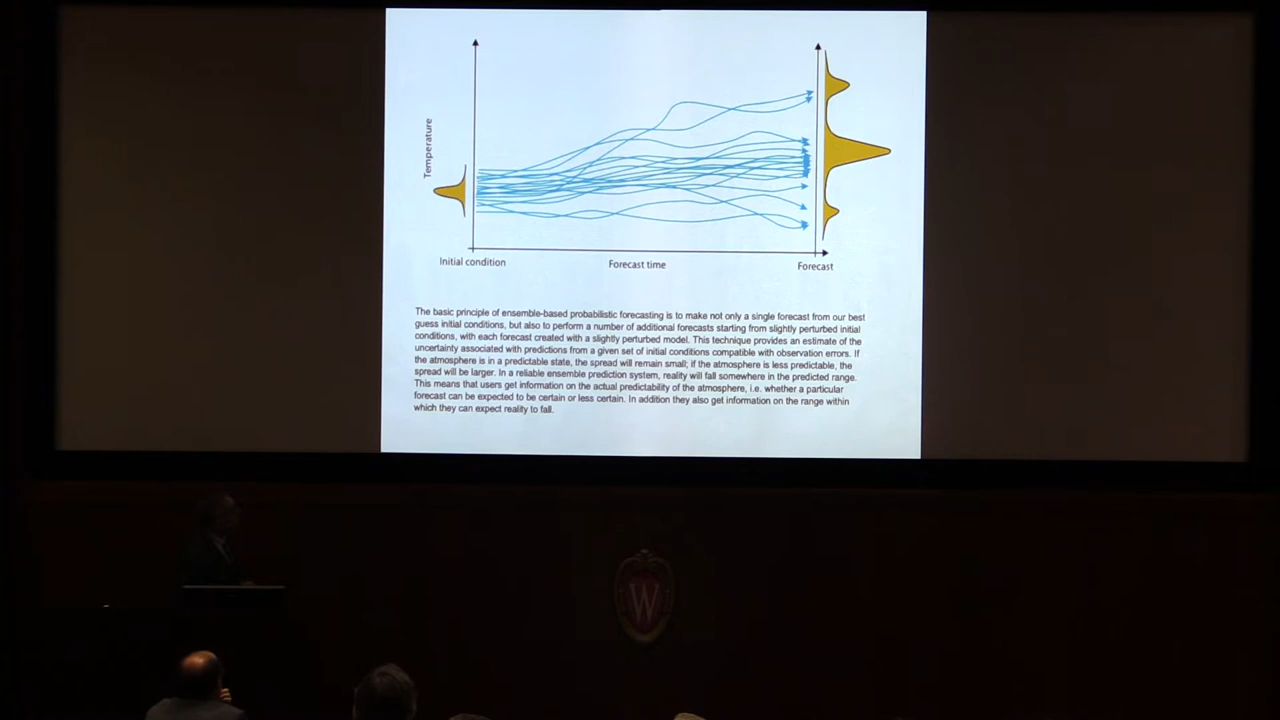 Temperature
Initial condition
Forecast time
Forecast
The basic principle of ensemble-based probabilistic forecasting is to make not only a single forecast from our best
guess initial conditions, but also to perform a number of additional forecasts starting from slightly perturbed initial
conditions, with each forecast created with a slightly perturbed model. This technique provides an estimate of the
uncertainty associated with predictions from a given set of initial conditions compatible with observation errors. If
the atmosphere is in a predictable state, the spread will remain small; if the atmosphere is less predictable, the
spread will be larger. In a reliable ensemble prediction system, reality will fall somewhere in the predicted range.
This means that users get information on the actual predictability of the atmosphere, i.e. whether a particular
forecast can be expected to be certain or less certain. In addition they also get information on the range within
which they can expect reality to fall.
W